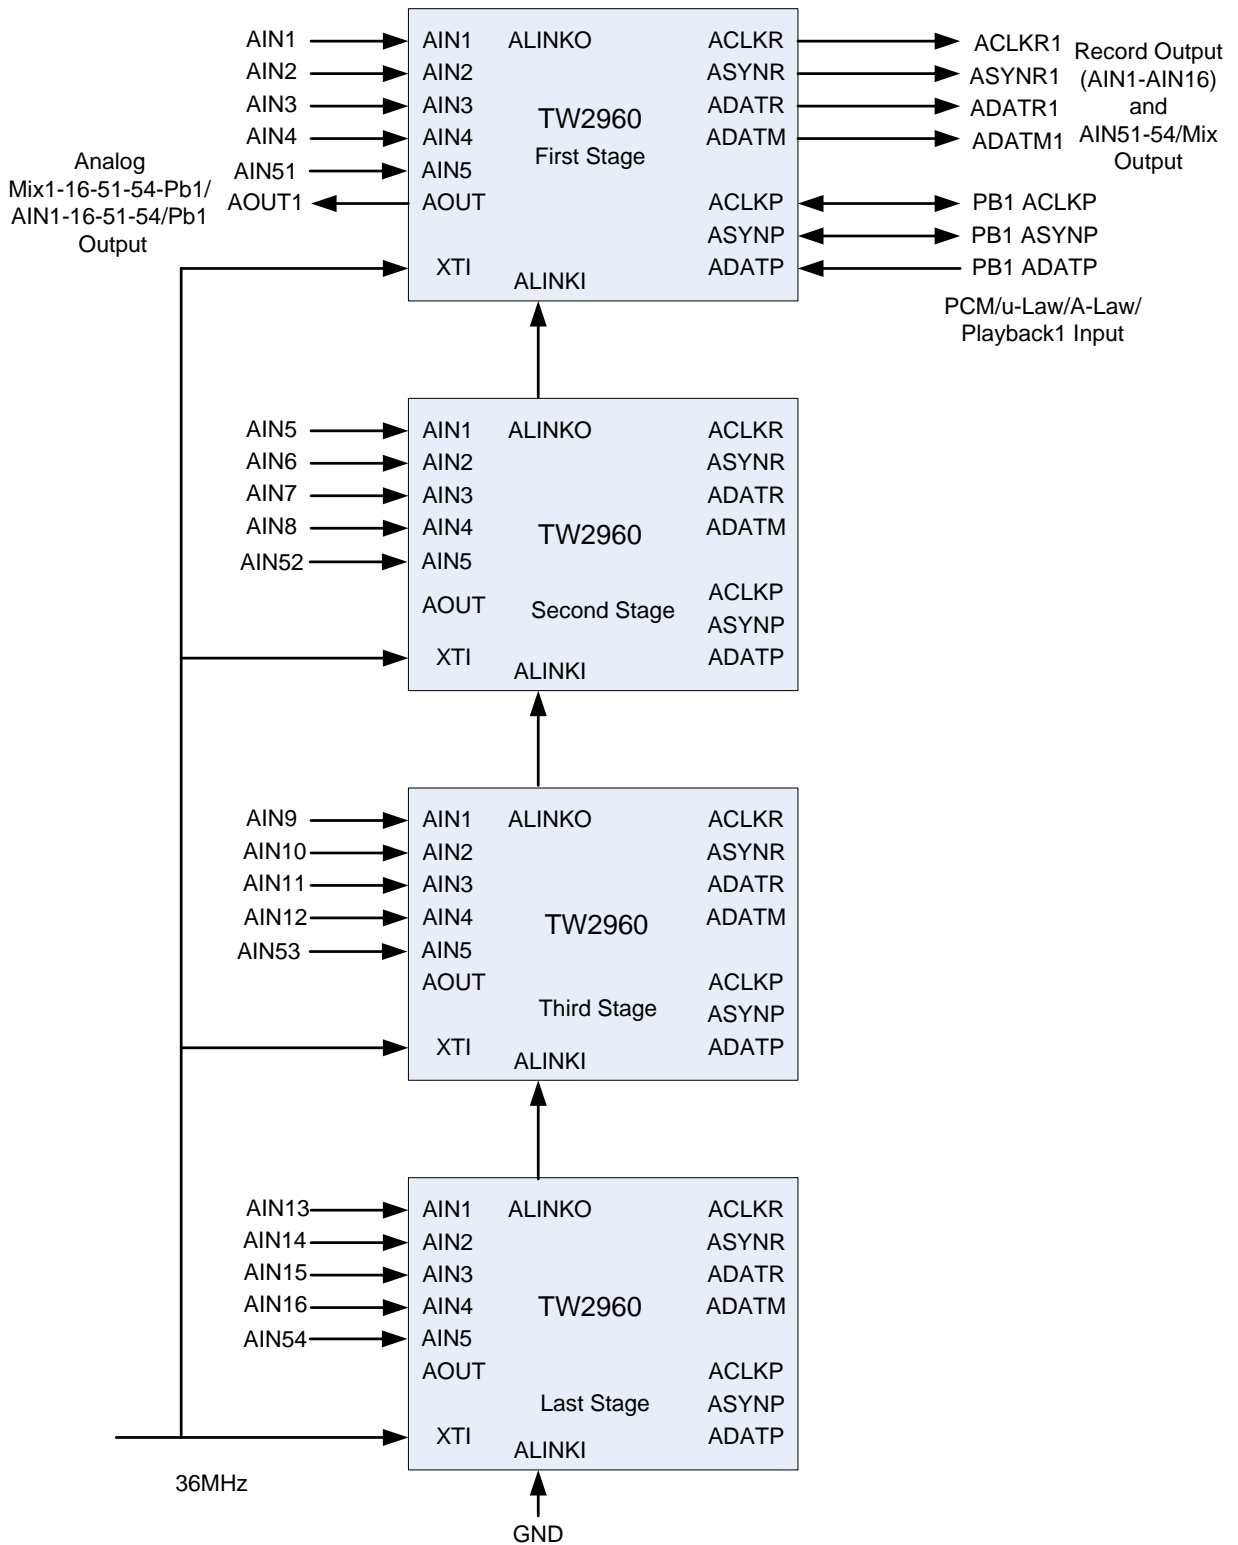 AIN1 AIN1 ALINKO ACLKR ACLKR1
AIN2 AIN2 ASYNR ASYNR1
AIN3 AIN3 ADATR ADATR1
AIN4 AIN4 ADATM ADATM1
AIN51 AIN5
AOUT1 AOUT ACLKP PB1 ACLKP
ASYNP PB1 ASYNP
XTI ADATP PB1 ADATP
ALINKI
TW2960
First Stage
Analog
Mix1-16-51-54-Pb1/
AIN1-16-51-54/Pb1
Output
Record Output
(AIN1-AIN16)
and
AIN51-54/Mix
Output
PCM/u-Law/A-Law/
Playback1 Input
AIN5 AIN1 ALINKO ACLKR
AIN6 AIN2 ASYNR
AIN7 AIN3 ADATR
AIN8 AIN4 ADATM
TW2960
AIN52 AIN5
ACLKP
AOUT Second Stage
ASYNP
XTI ADATP
ALINKI
AIN9 AIN1 ALINKO ACLKR
AIN10 AIN2 ASYNR
AIN11 AIN3 ADATR
AIN12 AIN4 ADATM
TW2960
AIN53 AIN5
AOUT ACLKP
Third Stage ASYNP
XTI ADATP
ALINKI
AIN13 AIN1 ALINKO ACLKR
AIN14 AIN2 ASYNR
AIN15 AIN3 ADATR
AIN16 AIN4 TW2960 ADATM
AIN54 AIN5
AOUT ACLKP
Last Stage ASYNP
XTI ADATP
ALINKI
36MHz
GND